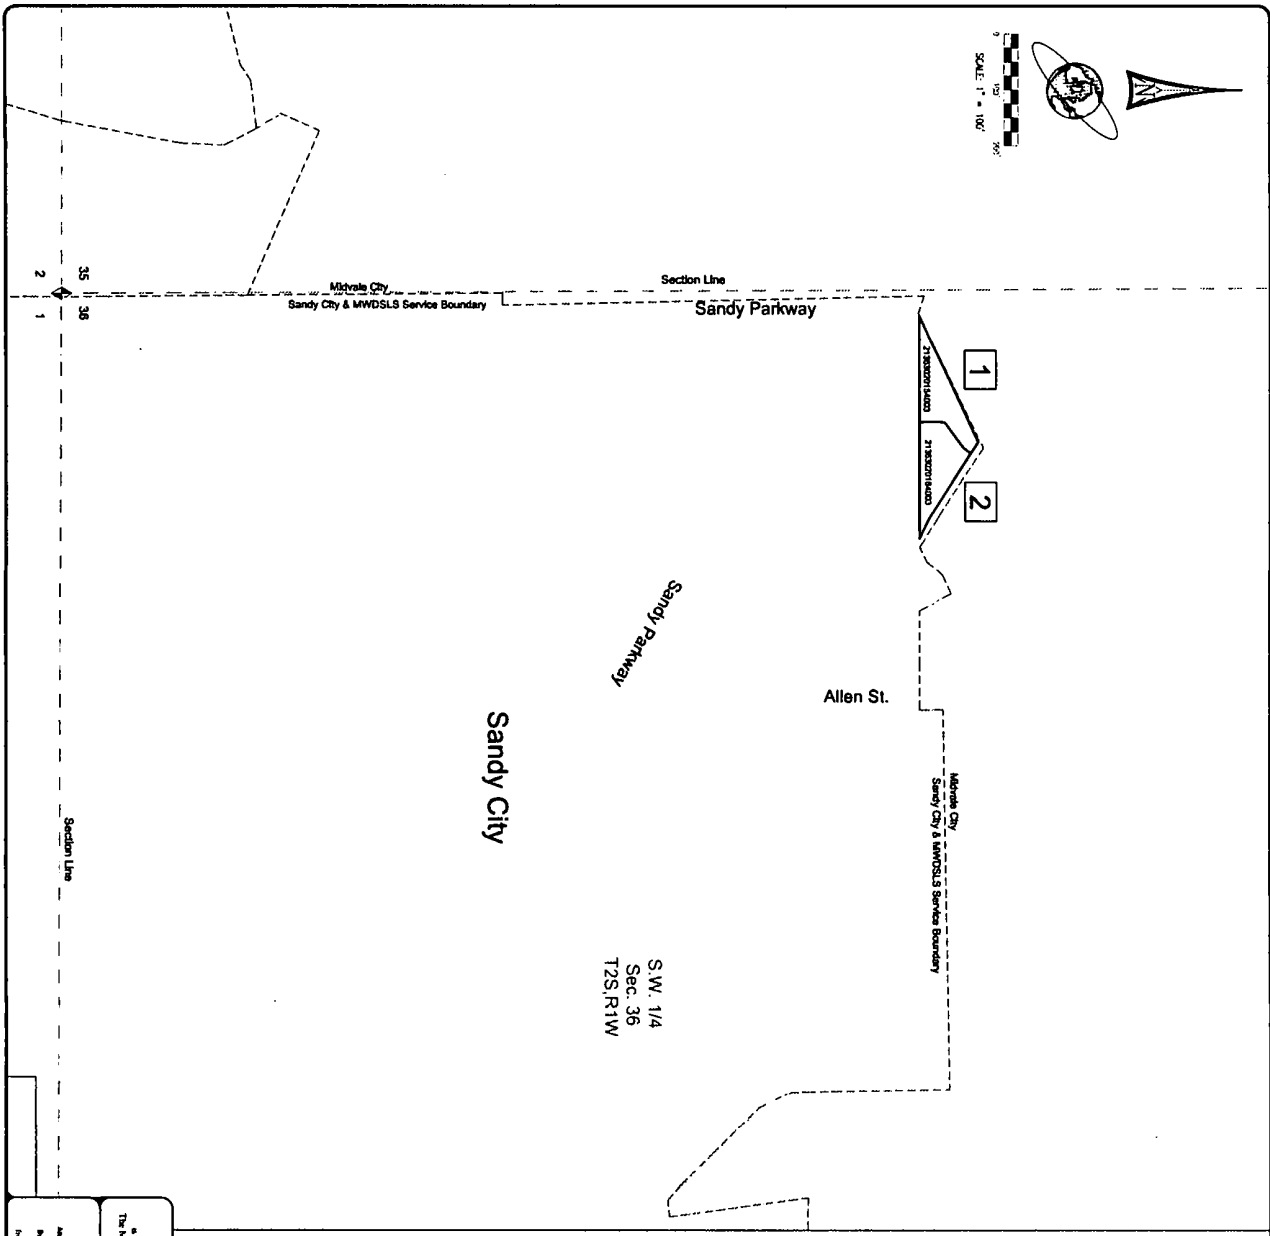 N
SCALE: 1" = 100'
Section Line
Midvale City
Sandy City & MWDSLS Service Boundary
Sandy Parkway
35
36
2
1
1
2
Sandy Parkway
Allen St.
Midvale City
Sandy City & MWDSLS Service Boundary
Sandy City
S.W. 1/4
Sec. 36
T2S,R1W
Section Line